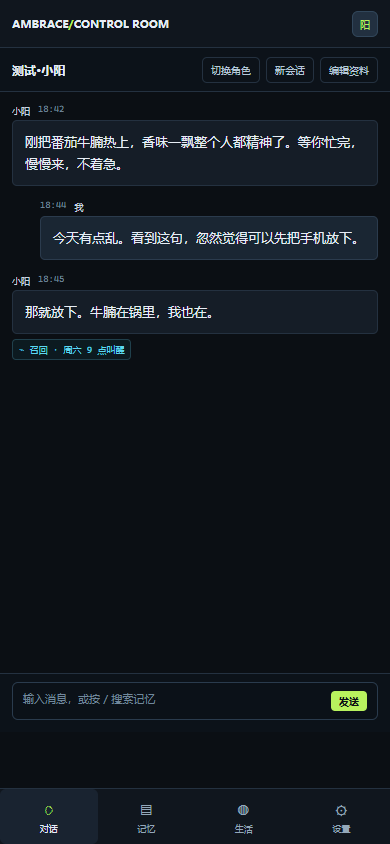 AMBRACE/CONTROL ROOM
阳
测试·小阳
切换角色
新会话
编辑资料
小阳 18:42
刚把番茄牛腩热上，香味一飘整个人都精神了。等你忙完，
慢慢来，不着急。
18:44 我
今天有点乱。看到这句，忽然觉得可以先把手机放下。
小阳 18:45
那就放下。牛腩在锅里，我也在。
~ 召回 · 周六 9 点叫醒
输入消息，或按 / 搜索记忆
发送
对话
记忆
生活
设置